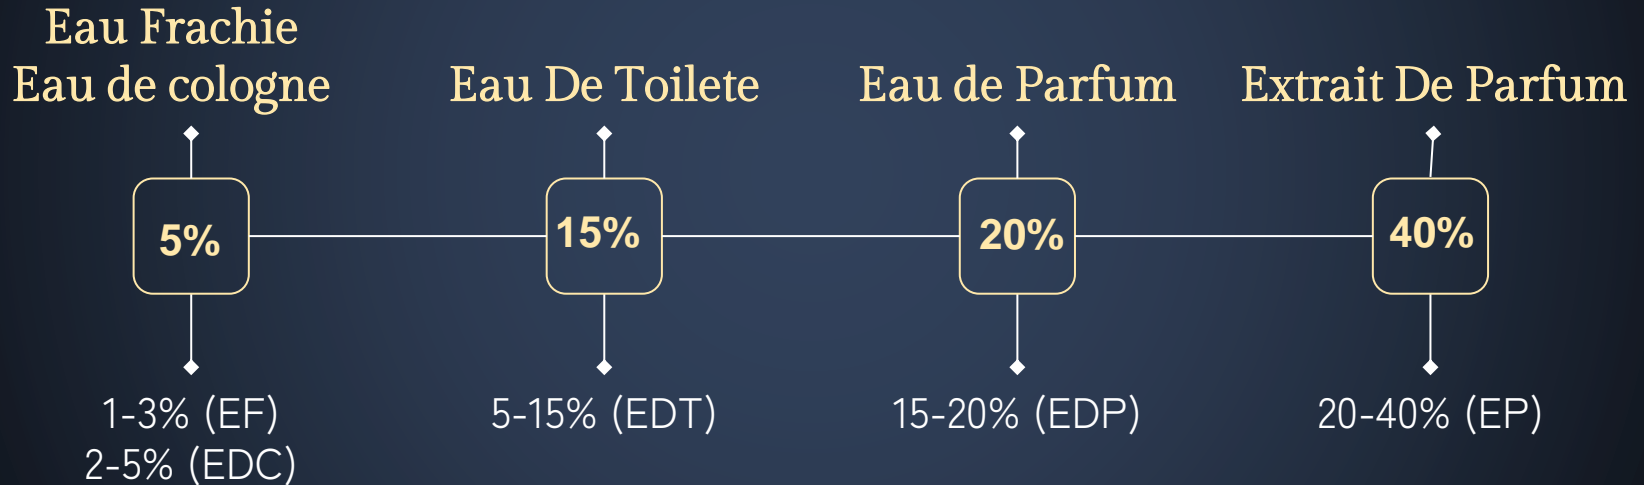 Eau Frachie
Eau de cologne
Eau De Toilete
Eau de Parfum
Extrait De Parfum
5%
15%
20%
40%
1-3% (EF)
2-5% (EDC)
5-15% (EDT)
15-20% (EDP)
20-40% (EP)